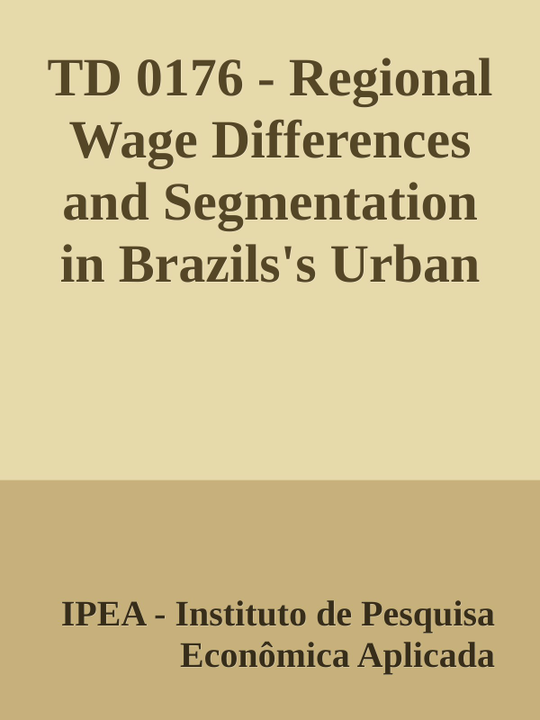 TD 0176 - Regional
Wage Differences
and Segmentation
in Brazils's Urban
IPEA - Instituto de Pesquisa
Econômica Aplicada